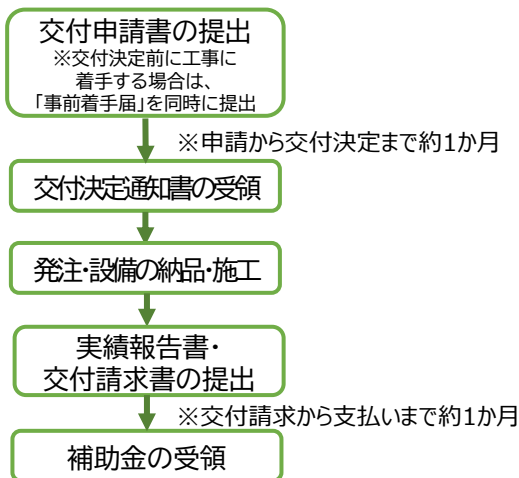 交付申請書の提出
※交付決定前に工事に
着手する場合は、
「事前着手届」を同時に提出
※申請から交付決定まで約1か月
交付決定通知書の受領
発注・設備の納品・施工
実績報告書・
交付請求書の提出
※交付請求から支払いまで約1か月
補助金の受領